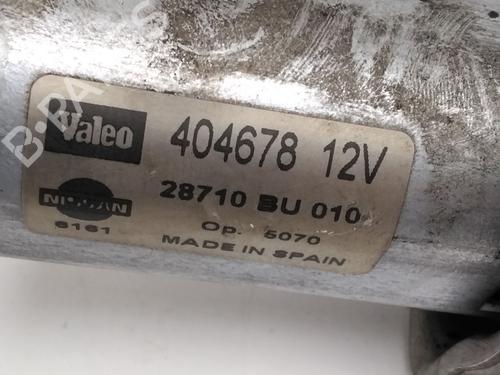 Valeo
404678 12V
28710 BU 010
NISSAN
6161
Op. 5070
MADE IN SPAIN